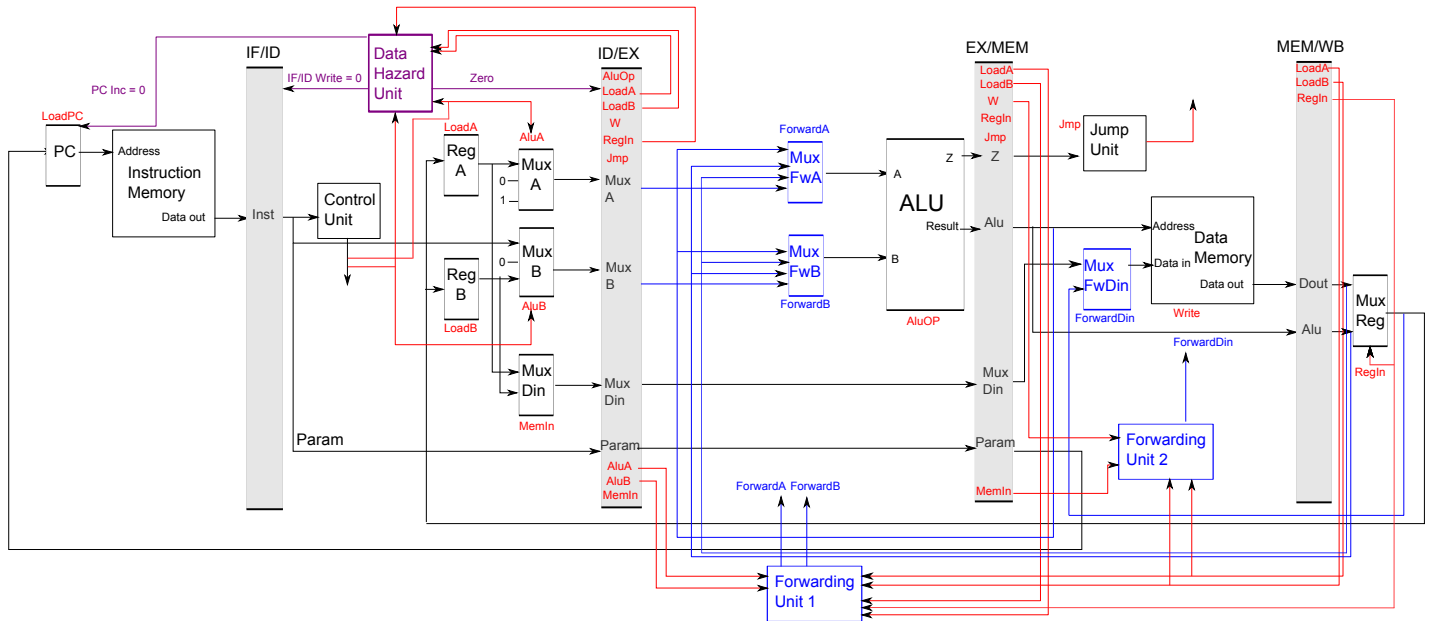 IF/ID
Data
Hazard
Unit
ID/EX
EX/MEM
MEM/WB
PC Inc = 0
IF/ID Write = 0
Zero
LoadPC
PC
Address
Instruction
Memory
Data out
Inst
Control
Unit
LoadA
Reg
A
AluA
Mux
A
0
1
Mux
B
0
AluB
Reg
B
LoadB
Mux
Din
MemIn
Param
AluOp
LoadA
LoadB
W
RegIn
Jmp
Mux
A
Mux
B
Mux
Din
Param
AluA
AluB
MemIn
ForwardA
Mux
FwA
Mux
FwB
ForwardB
A
B
Z
ALU
Result
AluOP
LoadA
LoadB
W
RegIn
Jmp
Z
Alu
Mux
Din
Param
MemIn
Jmp
Jump
Unit
Address
Data
Memory
Data in
Data out
Write
Mux
FwDin
ForwardDin
LoadA
LoadB
RegIn
Dout
Alu
Mux
Reg
RegIn
ForwardDin
Forwarding
Unit 2
ForwardA
ForwardB
Forwarding
Unit 1